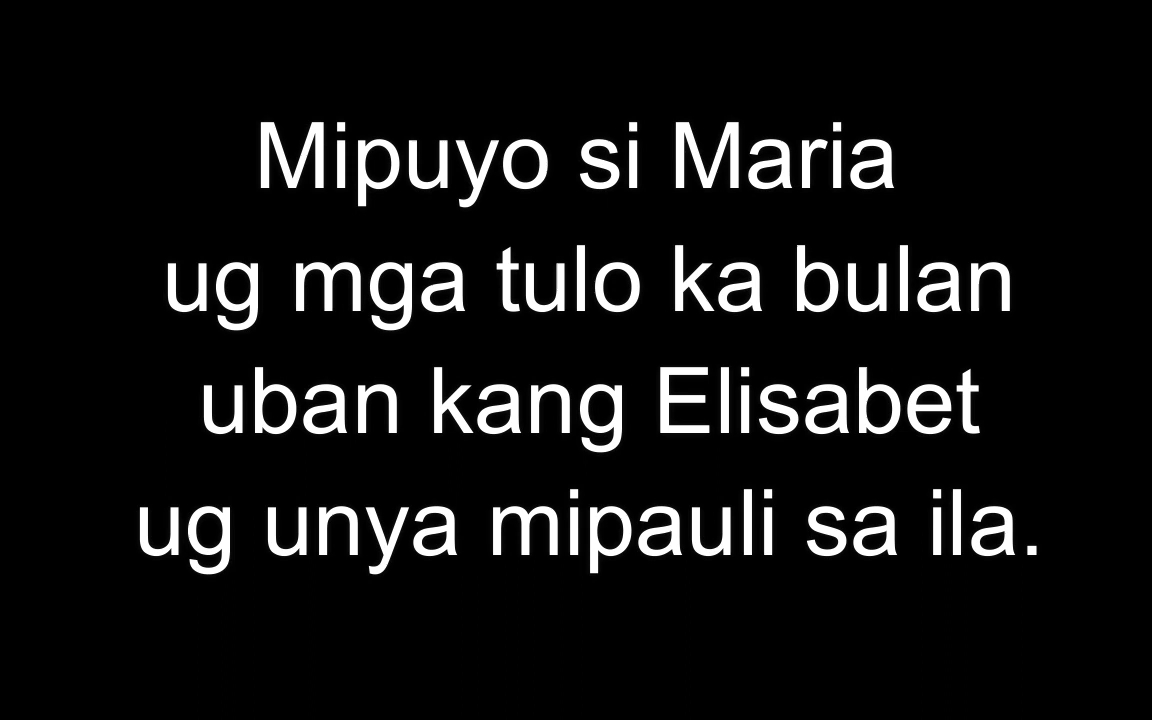 Mipuyo si Maria
ug mga tulo ka bulan
uban kang Elisabet
ug unya mipauli sa ila.